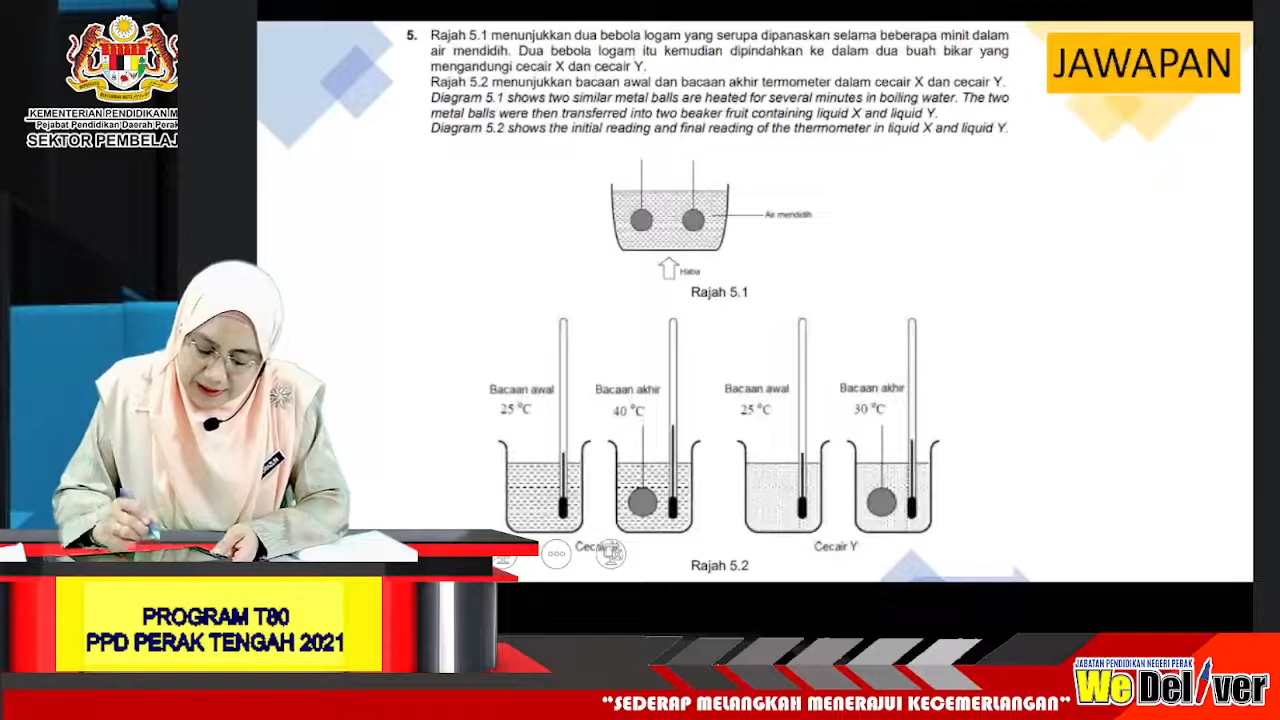 KEMENTERIAN PENDIDIKAN M
Pejabat Pendidikan Daerah Perak
SEKTOR PEMBELAJ
5. Rajah 5.1 menunjukkan dua bebola logam yang serupa dipanaskan selama beberapa minit dalam
air mendidih. Dua bebola logam itu kemudian dipindahkan ke dalam dua buah bikar yang
mengandungi cecair X dan cecair Y.
Rajah 5.2 menunjukkan bacaan awal dan bacaan akhir termometer dalam cecair X dan cecair Y.
Diagram 5.1 shows two similar metal balls are heated for several minutes in boiling water. The two
metal balls were then transferred into two beaker fruit containing liquid X and liquid Y.
Diagram 5.2 shows the initial reading and final reading of the thermometer in liquid X and liquid Y.
JAWAPAN
Air mendidih
Haba
Rajah 5.1
Bacaan awal
25 °C
Bacaan akhir
40 °C
Bacaan awal
25 °C
Bacaan akhir
30 °C
Cecair Y
Rajah 5.2
PROGRAM T80
PPD PERAK TENGAH 2021
JABATAN PENDIDIKAN NEGERI PERAK
We Deliver
"SEDERAP MELANGKAH MENERAJUI KECEMERLANGAN"